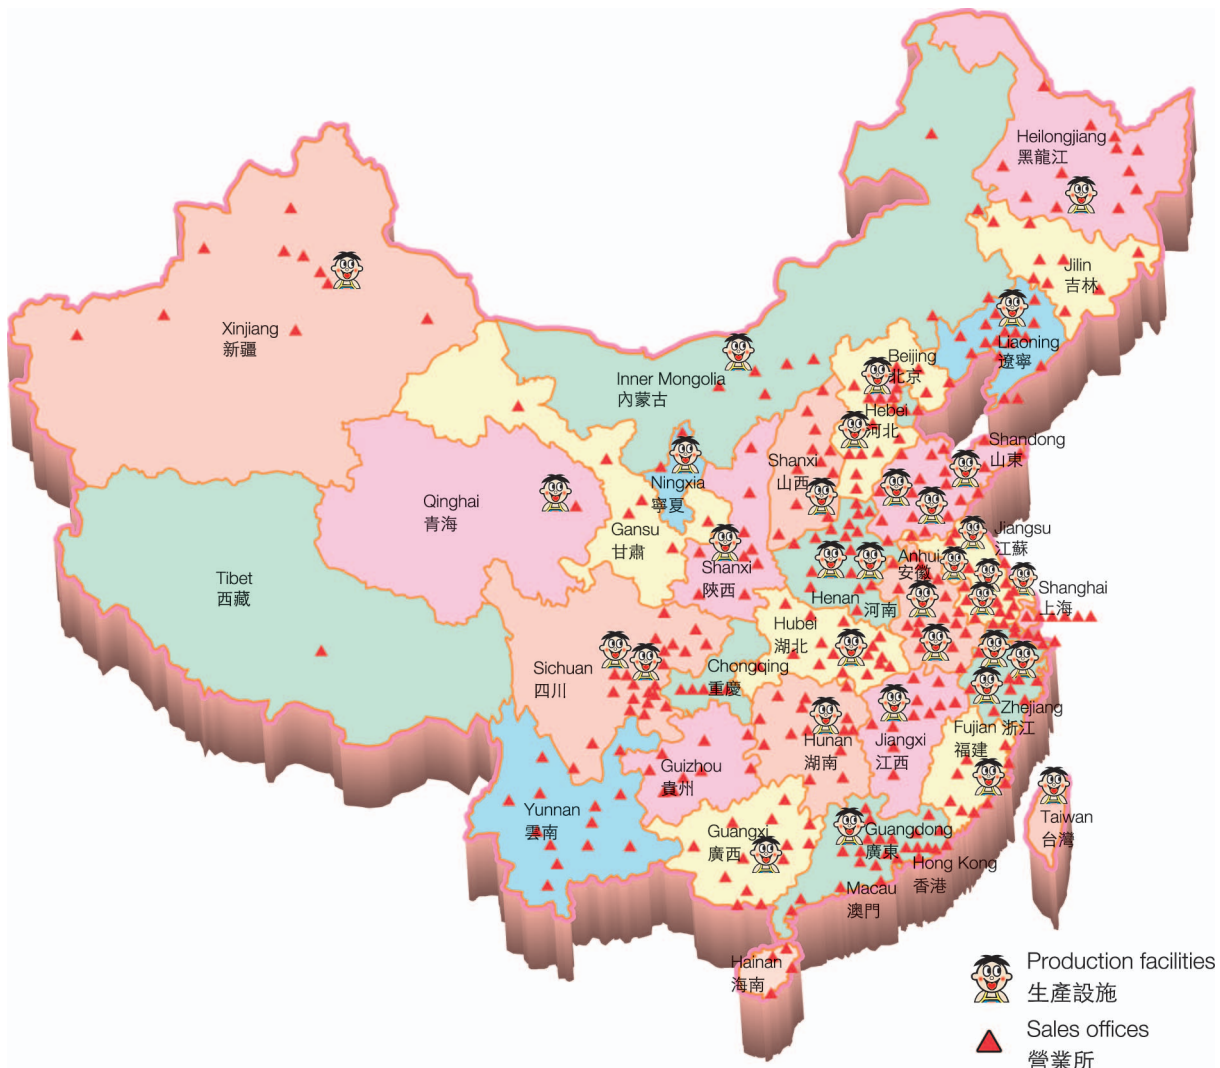 Heilongjiang
黑龍江
Jilin
吉林
Xinjiang
新疆
Liaoning
遼寧
Beijing
北京
Inner Mongolia
內蒙古
Hebei
河北
Shandong
山東
Shanxi
山西
Ningxia
寧夏
Qinghai
青海
Gansu
甘肅
Jiangsu
江蘇
Anhui
安徽
Shanxi
陝西
Tibet
西藏
Henan
河南
Shanghai
上海
Hubei
湖北
Sichuan
四川
Chongqing
重慶
Zhejiang
浙江
Fujian
福建
Hunan
湖南
Jiangxi
江西
Guizhou
貴州
Yunnan
雲南
Taiwan
台灣
Guangxi
廣西
Guangdong
廣東
Hong Kong
香港
Macau
澳門
Hainan
海南
Production facilities
生產設施
Sales offices
營業所